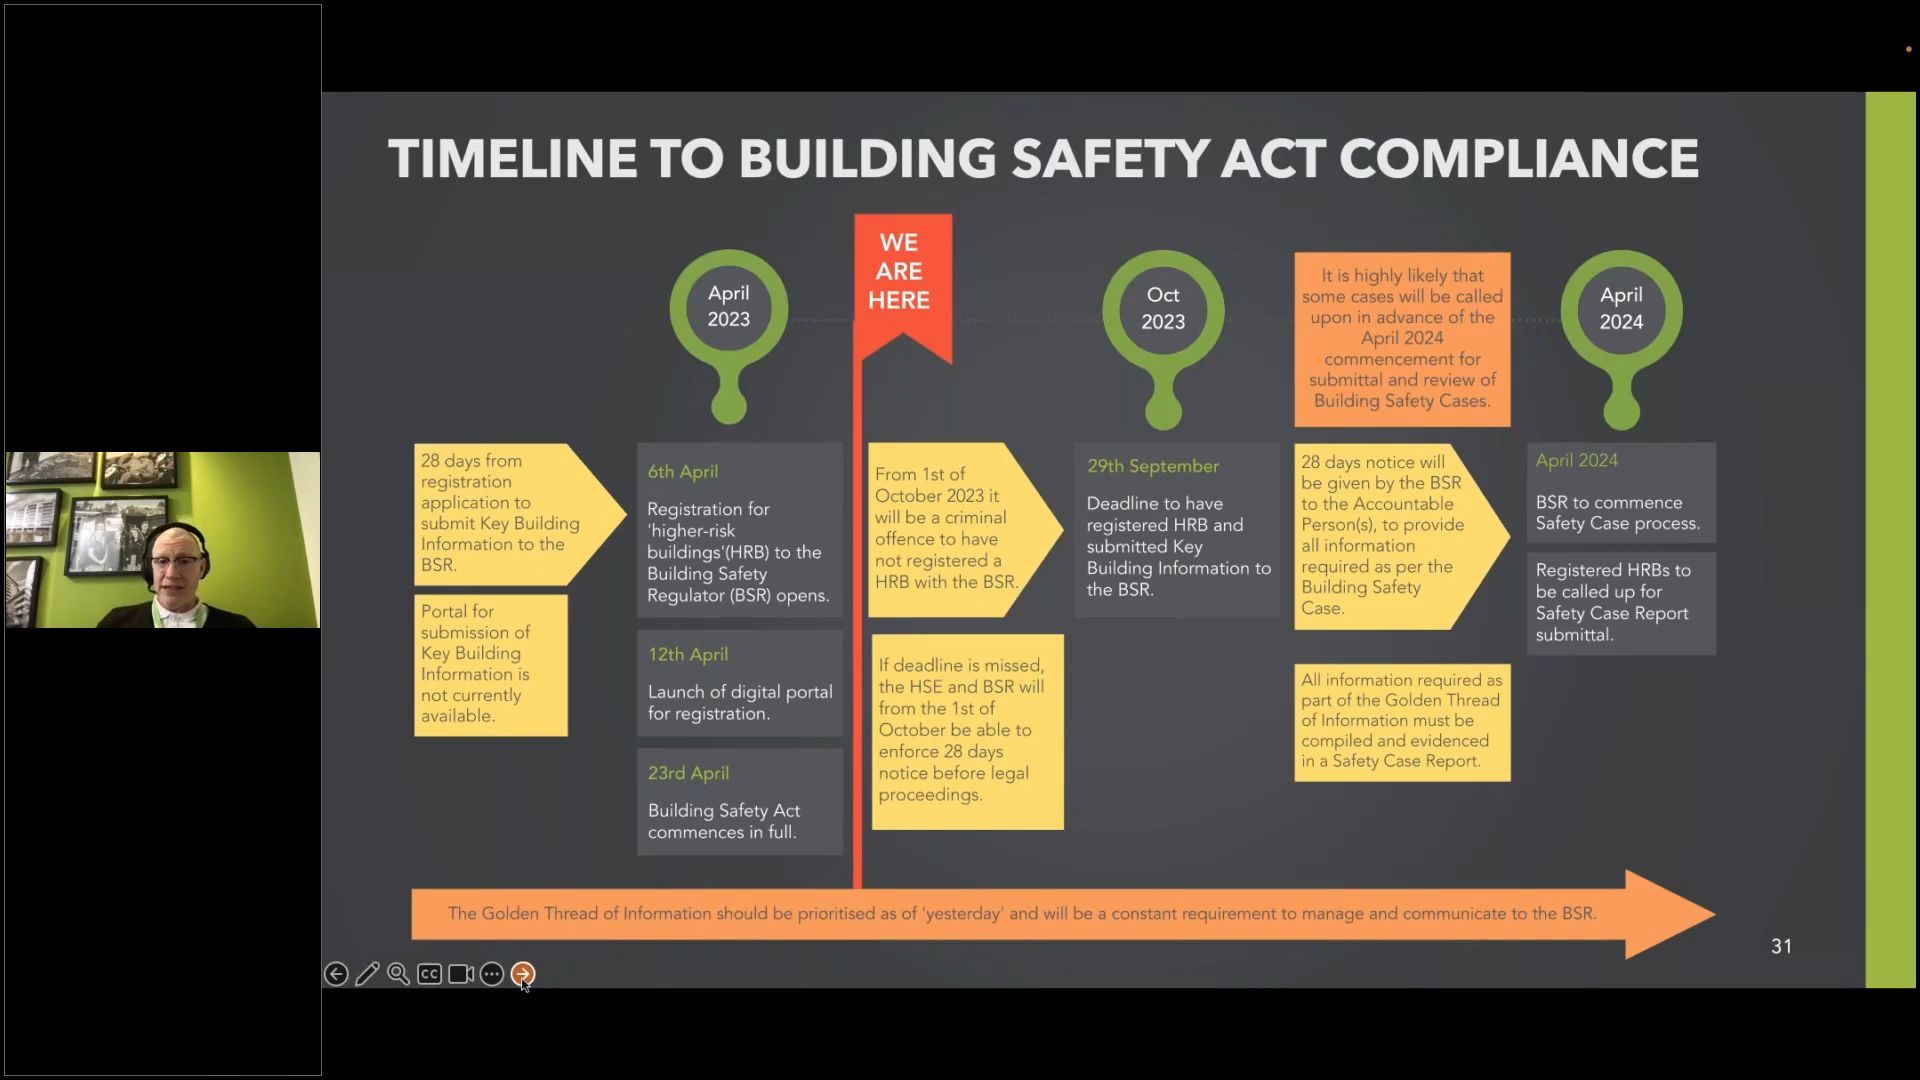 TIMELINE TO BUILDING SAFETY ACT COMPLIANCE
WE
ARE
HERE
April
2023
Oct
2023
It is highly likely that
some cases will be called
upon in advance of the
April 2024
commencement for
submittal and review of
Building Safety Cases.
April
2024
28 days from
registration
application to
submit Key Building
Information to the
BSR.
Portal for
submission of
Key Building
Information is
not currently
available.
6th April
Registration for
'higher-risk
buildings'(HRB) to the
Building Safety
Regulator (BSR) opens.
12th April
Launch of digital portal
for registration.
23rd April
Building Safety Act
commences in full.
From 1st of
October 2023 it
will be a criminal
offence to have
not registered a
HRB with the BSR.
If deadline is missed,
the HSE and BSR will
from the 1st of
October be able to
enforce 28 days
notice before legal
proceedings.
29th September
Deadline to have
registered HRB and
submitted Key
Building Information to
the BSR.
28 days notice will
be given by the BSR
to the Accountable
Person(s), to provide
all information
required as per the
Building Safety
Case.
All information required as
part of the Golden Thread
of Information must be
compiled and evidenced
in a Safety Case Report.
April 2024
BSR to commence
Safety Case process.
Registered HRBs to
be called up for
Safety Case Report
submittal.
The Golden Thread of Information should be prioritised as of 'yesterday' and will be a constant requirement to manage and communicate to the BSR.
31
CC